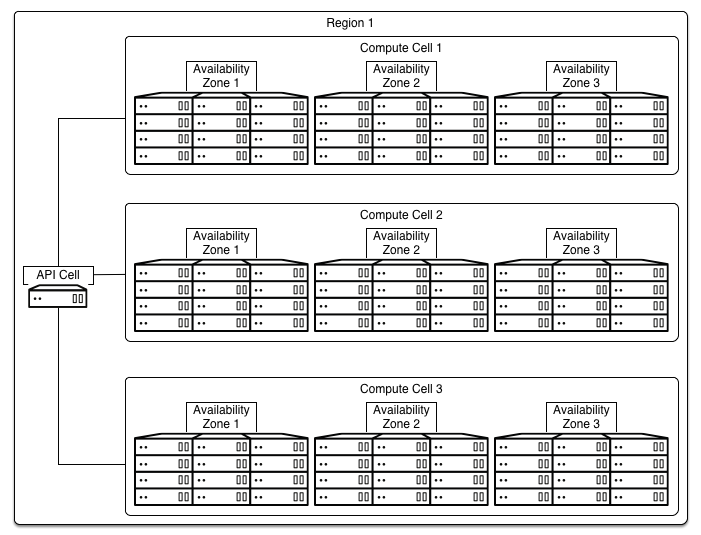 Region 1
Compute Cell 1
Availability
Zone 1
Availability
Zone 2
Availability
Zone 3
Compute Cell 2
Availability
Zone 1
Availability
Zone 2
Availability
Zone 3
API Cell
Compute Cell 3
Availability
Zone 1
Availability
Zone 2
Availability
Zone 3